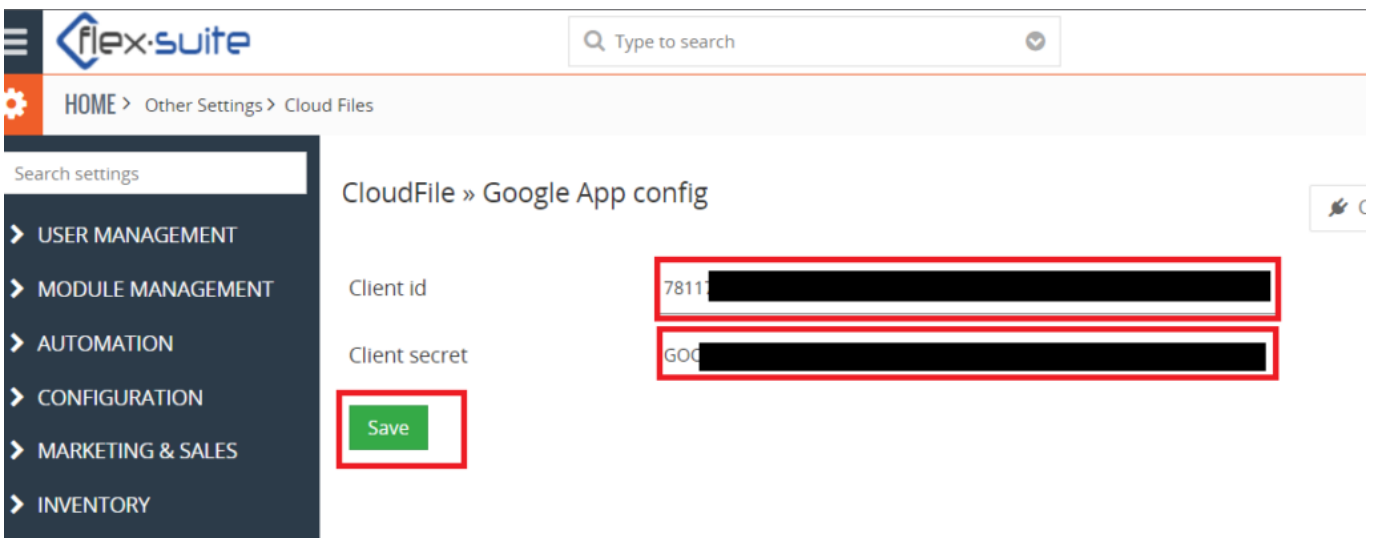 flex·suite
Type to search
HOME > Other Settings > Cloud Files
Search settings
CloudFile » Google App config
USER MANAGEMENT
MODULE MANAGEMENT
Client id
78117
AUTOMATION
Client secret
GOC
CONFIGURATION
Save
MARKETING & SALES
INVENTORY